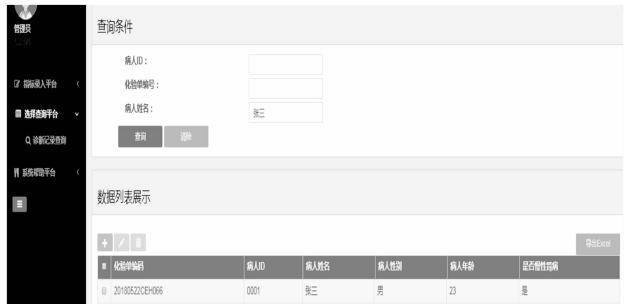 管理员
查询条件
病人ID：
化验单编号：
病人姓名：
张三
查询
清除
指标录入平台
选择查询平台
诊断记录查询
系统帮助平台
数据列表展示
导出Excel
化验单编码 病人ID 病人姓名 病人性别 病人年龄 是否慢性胃病
20180522CEH066 0001 张三 男 23 是